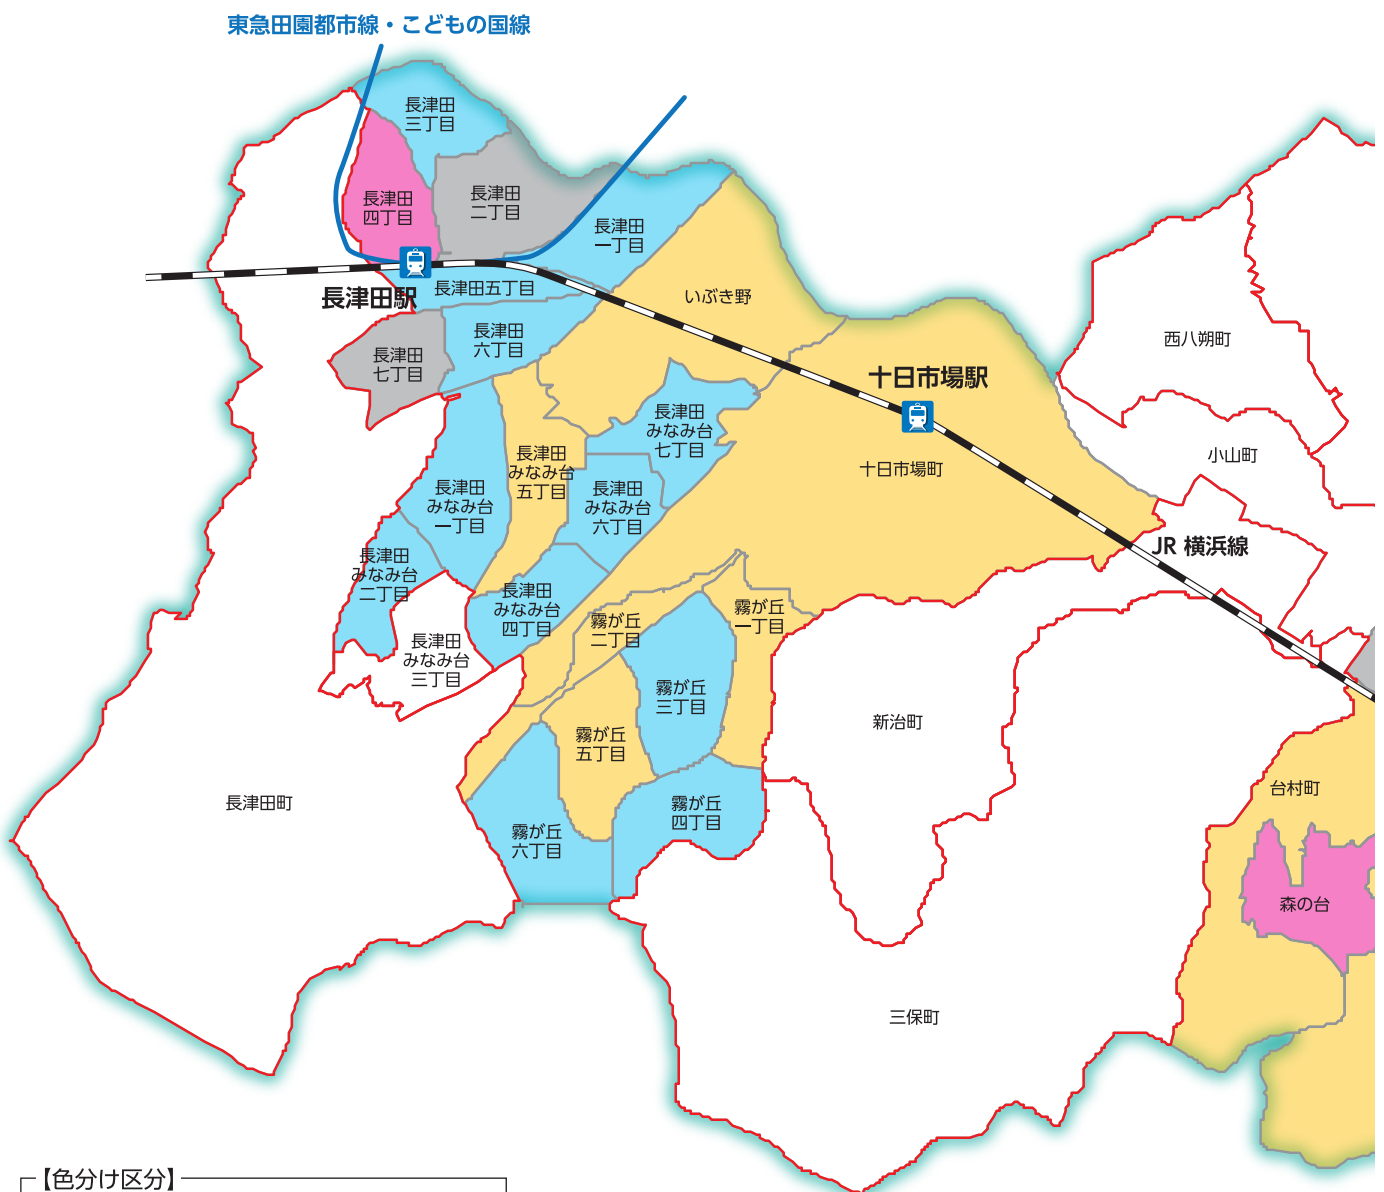 東急田園都市線・こどもの国線
長津田
三丁目
長津田
四丁目
長津田
二丁目
長津田
一丁目
長津田駅
長津田五丁目
いぶき野
長津田
六丁目
長津田
七丁目
西八朔町
十日市場駅
長津田
みなみ台
七丁目
小山町
十日市場町
長津田
みなみ台
五丁目
長津田
みなみ台
一丁目
長津田
みなみ台
六丁目
JR 横浜線
長津田
みなみ台
二丁目
長津田
みなみ台
四丁目
霧が丘
一丁目
霧が丘
二丁目
長津田
みなみ台
三丁目
霧が丘
三丁目
新治町
霧が丘
五丁目
台村町
長津田町
霧が丘
四丁目
霧が丘
六丁目
森の台
三保町
【色分け区分】